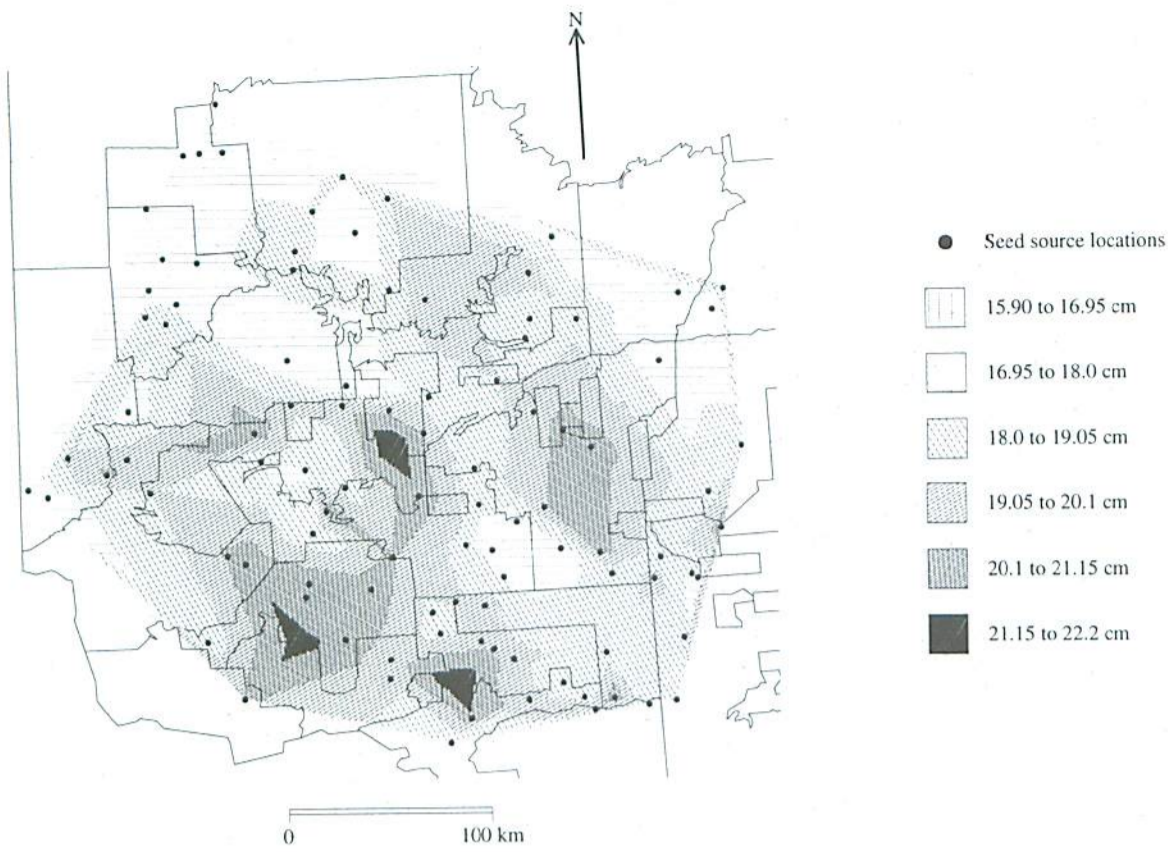 N
Seed source locations
15.90 to 16.95 cm
16.95 to 18.0 cm
18.0 to 19.05 cm
19.05 to 20.1 cm
20.1 to 21.15 cm
21.15 to 22.2 cm
0 100 km